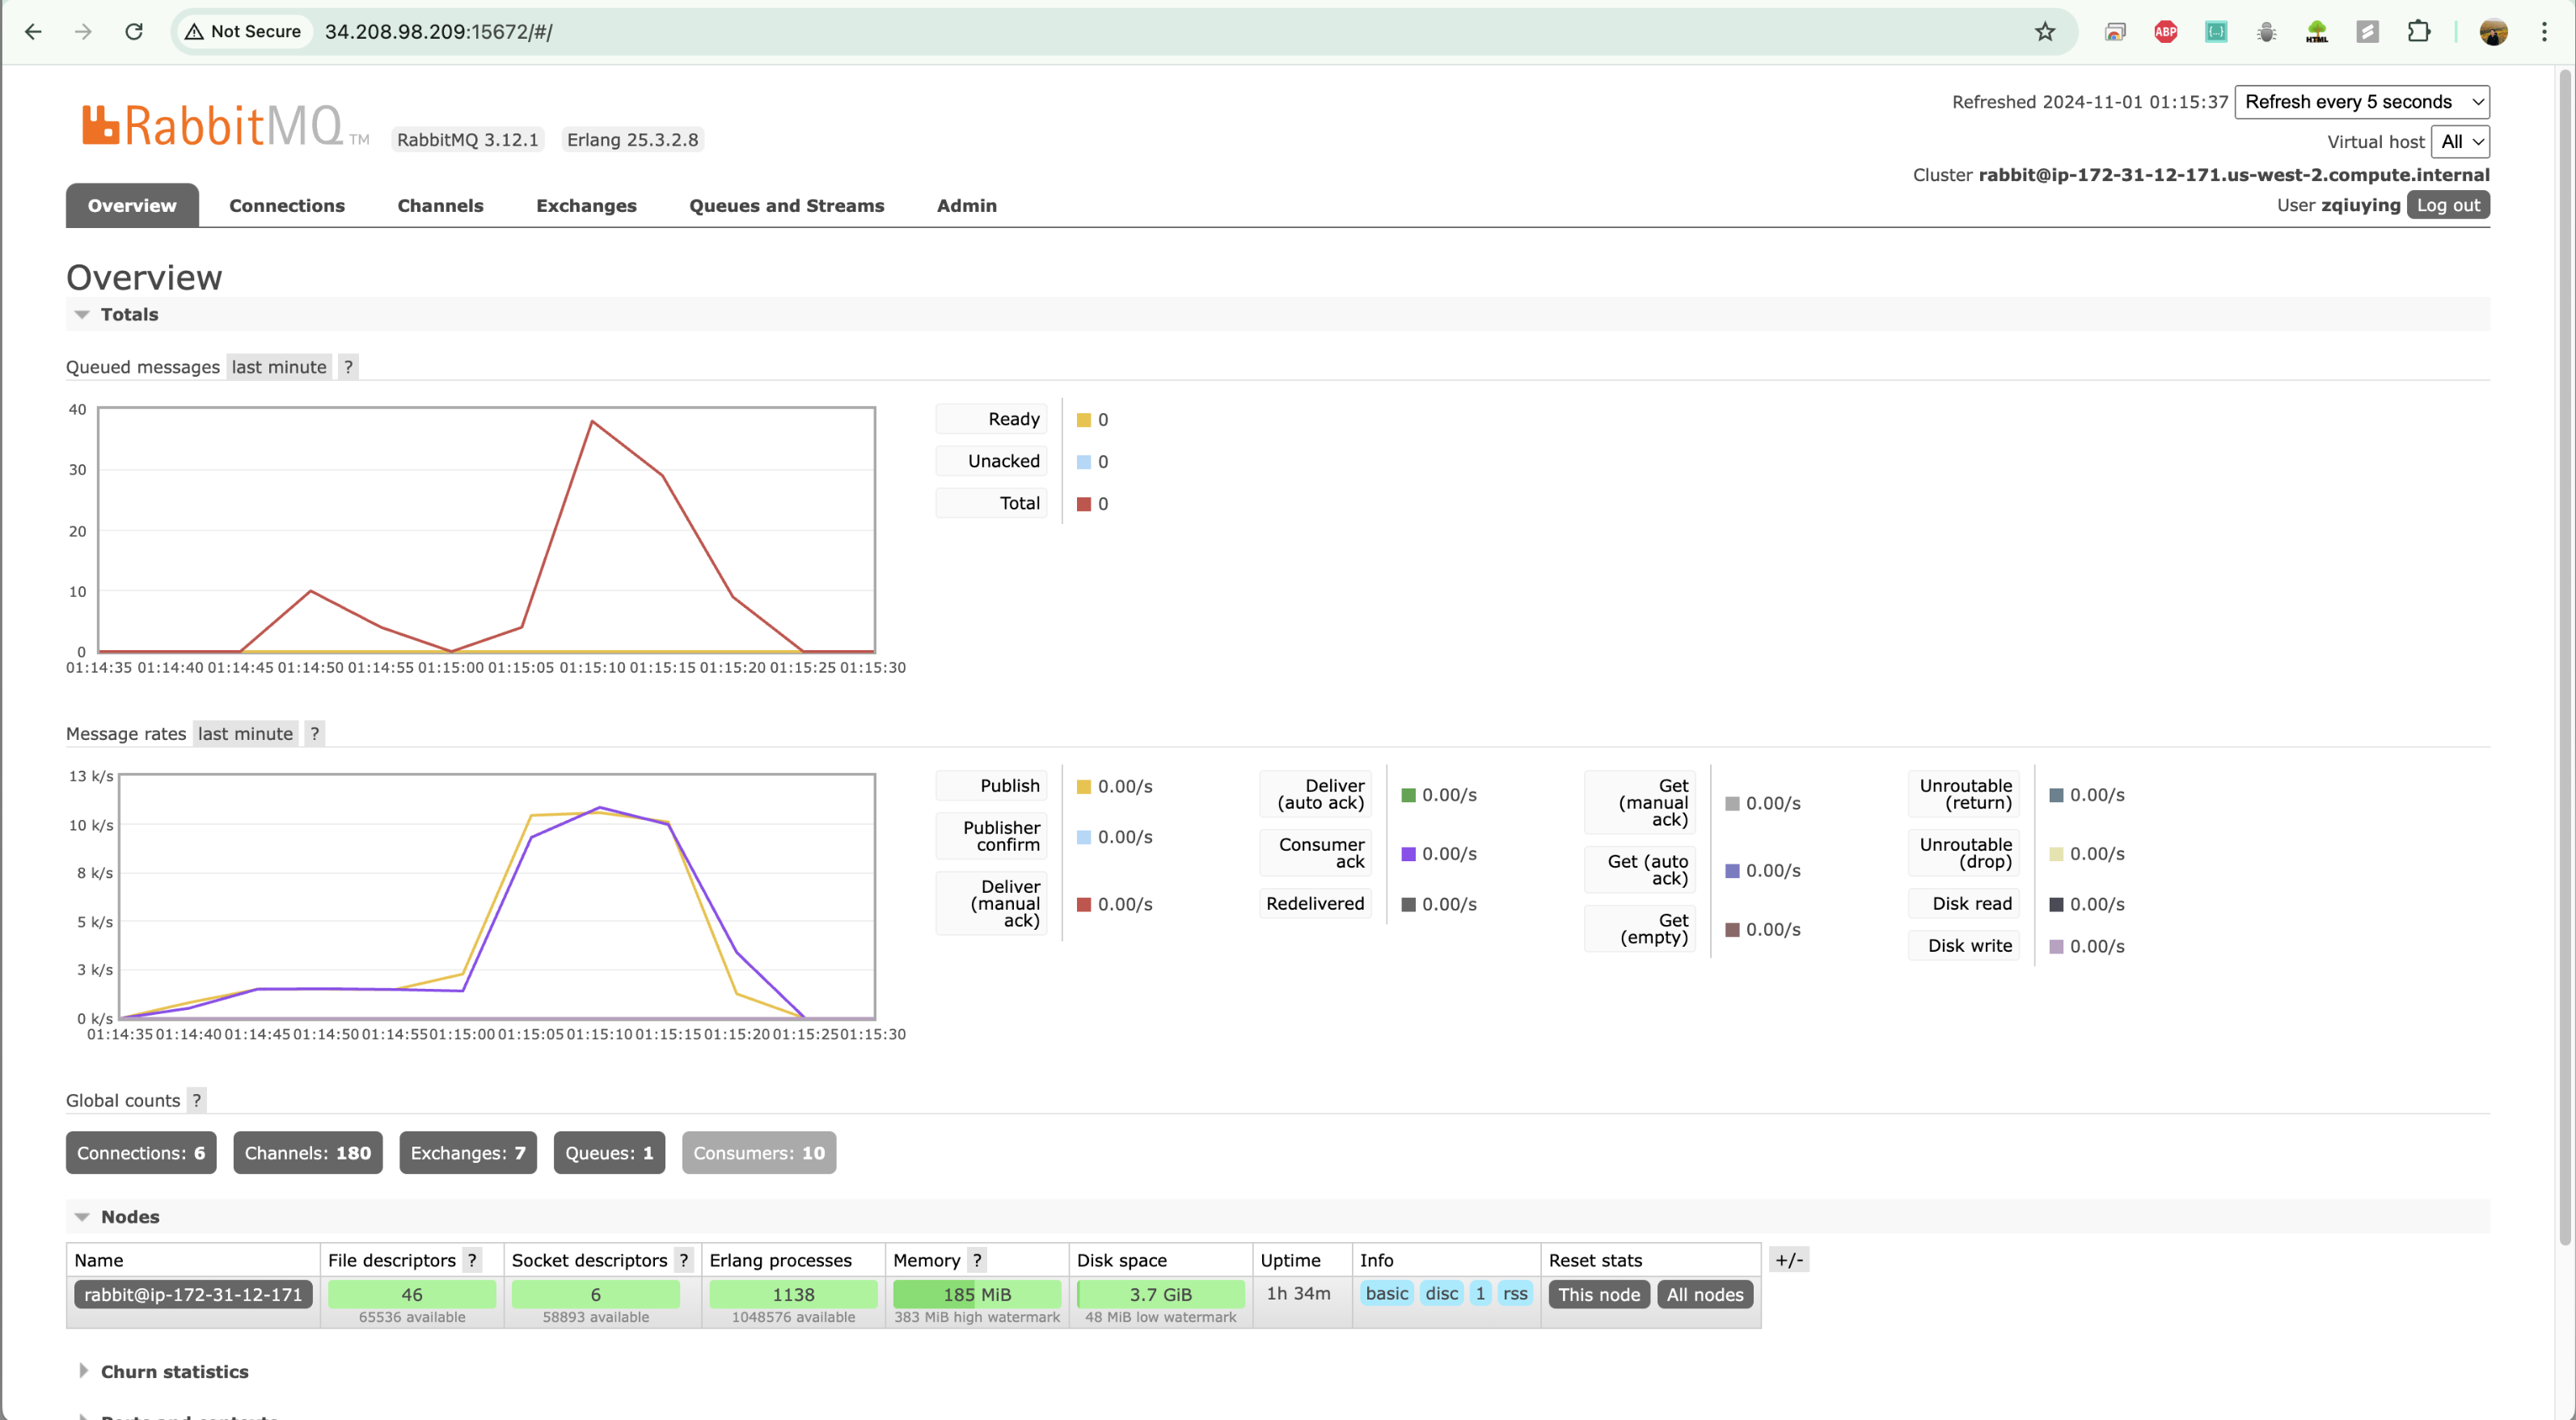 Not Secure 34.208.98.209:15672/#/
ABP
HTML
RabbitMQ TM RabbitMQ 3.12.1 Erlang 25.3.2.8
Refreshed 2024-11-01 01:15:37 Refresh every 5 seconds
Virtual host All
Cluster rabbit@ip-172-31-12-171.us-west-2.compute.internal
User zqiuying Log out
Overview Connections Channels Exchanges Queues and Streams Admin
Overview
Totals
Queued messages last minute ?
40
30
20
10
0
01:14:35 01:14:40 01:14:45 01:14:50 01:14:55 01:15:00 01:15:05 01:15:10 01:15:15 01:15:20 01:15:25 01:15:30
Ready 0
Unacked 0
Total 0
Message rates last minute ?
13 k/s
10 k/s
8 k/s
5 k/s
3 k/s
0 k/s
01:14:35 01:14:40 01:14:45 01:14:50 01:14:55 01:15:00 01:15:05 01:15:10 01:15:15 01:15:20 01:15:25 01:15:30
Publish 0.00/s
Publisher
confirm 0.00/s
Deliver
(manual
ack) 0.00/s
Deliver
(auto ack) 0.00/s
Consumer
ack 0.00/s
Redelivered 0.00/s
Get
(manual
ack) 0.00/s
Get (auto
ack) 0.00/s
Get
(empty) 0.00/s
Unroutable
(return) 0.00/s
Unroutable
(drop) 0.00/s
Disk read 0.00/s
Disk write 0.00/s
Global counts ?
Connections: 6 Channels: 180 Exchanges: 7 Queues: 1 Consumers: 10
Nodes
Name File descriptors ? Socket descriptors ? Erlang processes Memory ? Disk space Uptime Info Reset stats +/-
rabbit@ip-172-31-12-171 46 6 1138 185 MiB 3.7 GiB 1h 34m basic disc 1 rss This node All nodes
65536 available 58893 available 1048576 available 383 MiB high watermark 48 MiB low watermark
Churn statistics